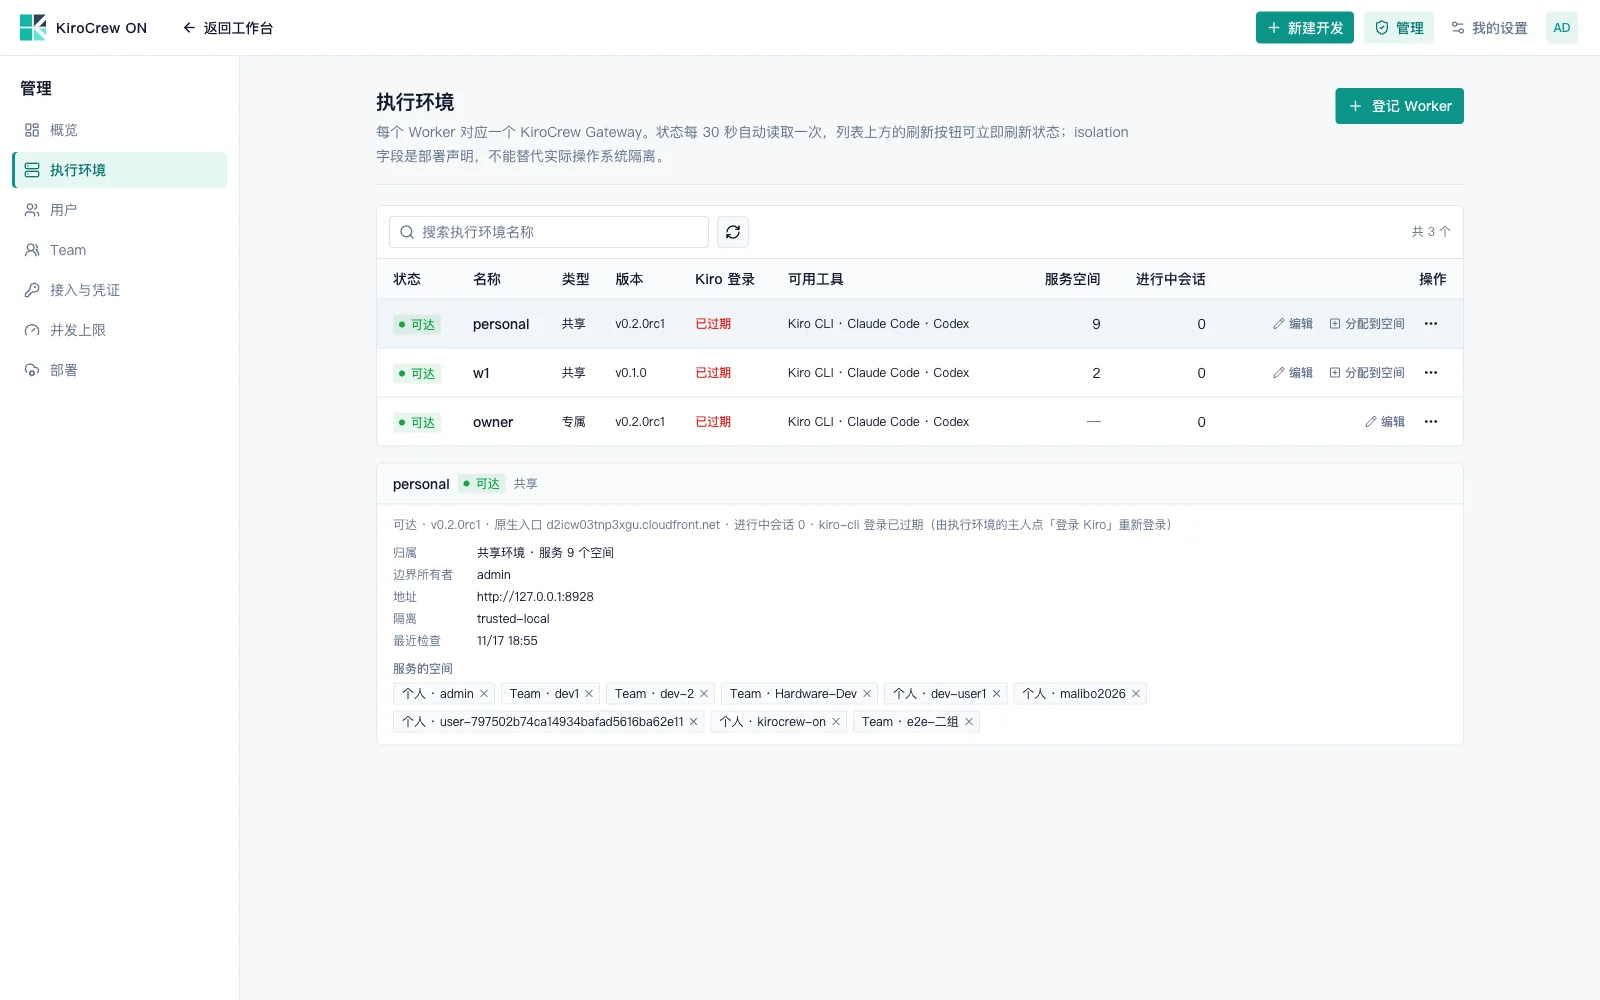 KiroCrew ON
返回工作台
新建开发
管理
我的设置
AD
管理
概览
执行环境
用户
Team
接入与凭证
并发上限
部署
执行环境
每个 Worker 对应一个 KiroCrew Gateway。状态每 30 秒自动读取一次，列表上方的刷新按钮可立即刷新状态；isolation
字段是部署声明，不能替代实际操作系统隔离。
登记 Worker
搜索执行环境名称
共 3 个
状态 名称 类型 版本 Kiro 登录 可用工具 服务空间 进行中会话 操作
可达 personal 共享 v0.2.0rc1 已过期 Kiro CLI · Claude Code · Codex 9 0 编辑 分配到空间 ···
可达 w1 共享 v0.1.0 已过期 Kiro CLI · Claude Code · Codex 2 0 编辑 分配到空间 ···
可达 owner 专属 v0.2.0rc1 已过期 Kiro CLI · Claude Code · Codex — 0 编辑 ···
personal 可达 共享
可达 · v0.2.0rc1 · 原生入口 d2icw03tnp3xgu.cloudfront.net · 进行中会话 0 · kiro-cli 登录已过期（由执行环境的主人点「登录 Kiro」重新登录）
归属 共享环境 · 服务 9 个空间
边界所有者 admin
地址 http://127.0.0.1:8928
隔离 trusted-local
最近检查 11/17 18:55
服务的空间
个人 · admin × Team · dev1 × Team · dev-2 × Team · Hardware-Dev × 个人 · dev-user1 × 个人 · malibo2026 ×
个人 · user-797502b74ca14934bafad5616ba62e11 × 个人 · kirocrew-on × Team · e2e-二组 ×